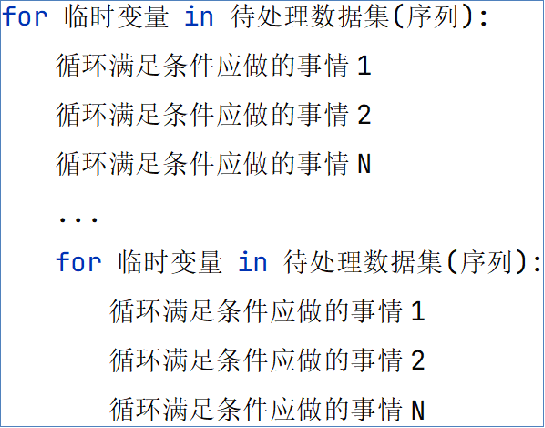 for 临时变量 in 待处理数据集(序列):
循环满足条件应做的事情1
循环满足条件应做的事情2
循环满足条件应做的事情N
...
for 临时变量 in 待处理数据集(序列):
循环满足条件应做的事情1
循环满足条件应做的事情2
循环满足条件应做的事情N